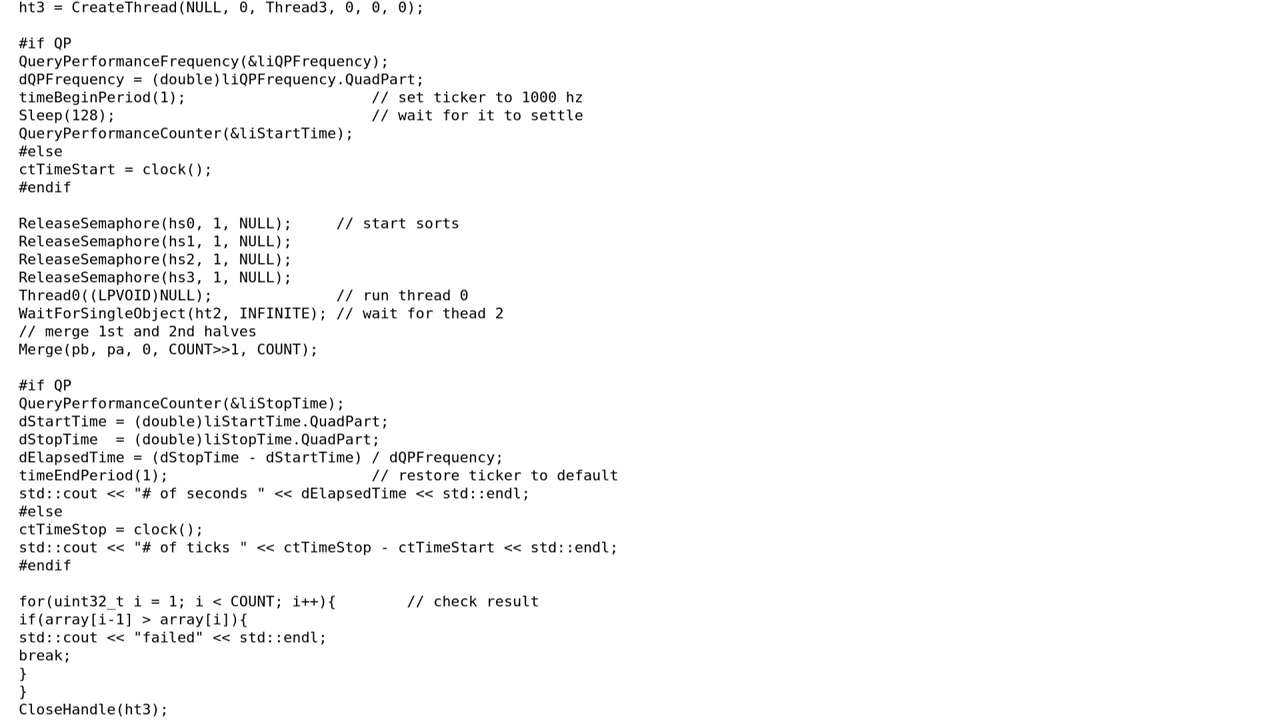 ht3 = CreateThread(NULL, 0, Thread3, 0, 0, 0);

#if QP
QueryPerformanceFrequency(&liQPFrequency);
dQPFrequency = (double)liQPFrequency.QuadPart;
timeBeginPeriod(1);                     // set ticker to 1000 hz
Sleep(128);                             // wait for it to settle
QueryPerformanceCounter(&liStartTime);
#else
ctTimeStart = clock();
#endif

ReleaseSemaphore(hs0, 1, NULL);     // start sorts
ReleaseSemaphore(hs1, 1, NULL);
ReleaseSemaphore(hs2, 1, NULL);
ReleaseSemaphore(hs3, 1, NULL);
Thread0((LPVOID)NULL);              // run thread 0
WaitForSingleObject(ht2, INFINITE); // wait for thead 2
// merge 1st and 2nd halves
Merge(pb, pa, 0, COUNT>>1, COUNT);

#if QP
QueryPerformanceCounter(&liStopTime);
dStartTime = (double)liStartTime.QuadPart;
dStopTime  = (double)liStopTime.QuadPart;
dElapsedTime = (dStopTime - dStartTime) / dQPFrequency;
timeEndPeriod(1);                       // restore ticker to default
std::cout << "# of seconds " << dElapsedTime << std::endl;
#else
ctTimeStop = clock();
std::cout << "# of ticks " << ctTimeStop - ctTimeStart << std::endl;
#endif

for(uint32_t i = 1; i < COUNT; i++){        // check result
if(array[i-1] > array[i]){
std::cout << "failed" << std::endl;
break;
}
}
CloseHandle(ht3);